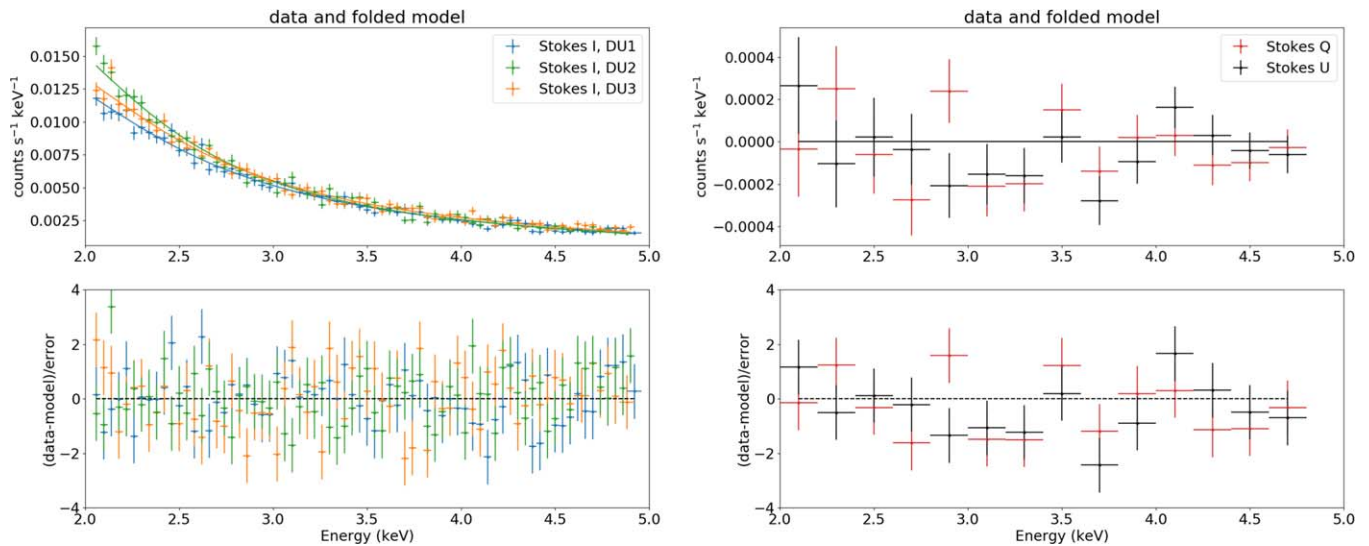 data and folded model
counts s⁻¹ keV⁻¹
0.0150
0.0125
0.0100
0.0075
0.0050
0.0025
Stokes I, DU1
Stokes I, DU2
Stokes I, DU3
2.0 2.5 3.0 3.5 4.0 4.5 5.0
(data-model)/error
4
2
0
−2
−4
2.0 2.5 3.0 3.5 4.0 4.5 5.0
Energy (keV)
data and folded model
counts s⁻¹ keV⁻¹
0.0004
0.0002
0.0000
−0.0002
−0.0004
Stokes Q
Stokes U
2.0 2.5 3.0 3.5 4.0 4.5 5.0
(data-model)/error
4
2
0
−2
−4
2.0 2.5 3.0 3.5 4.0 4.5 5.0
Energy (keV)